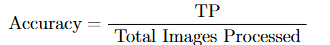 Accuracy = TP / Total Images Processed